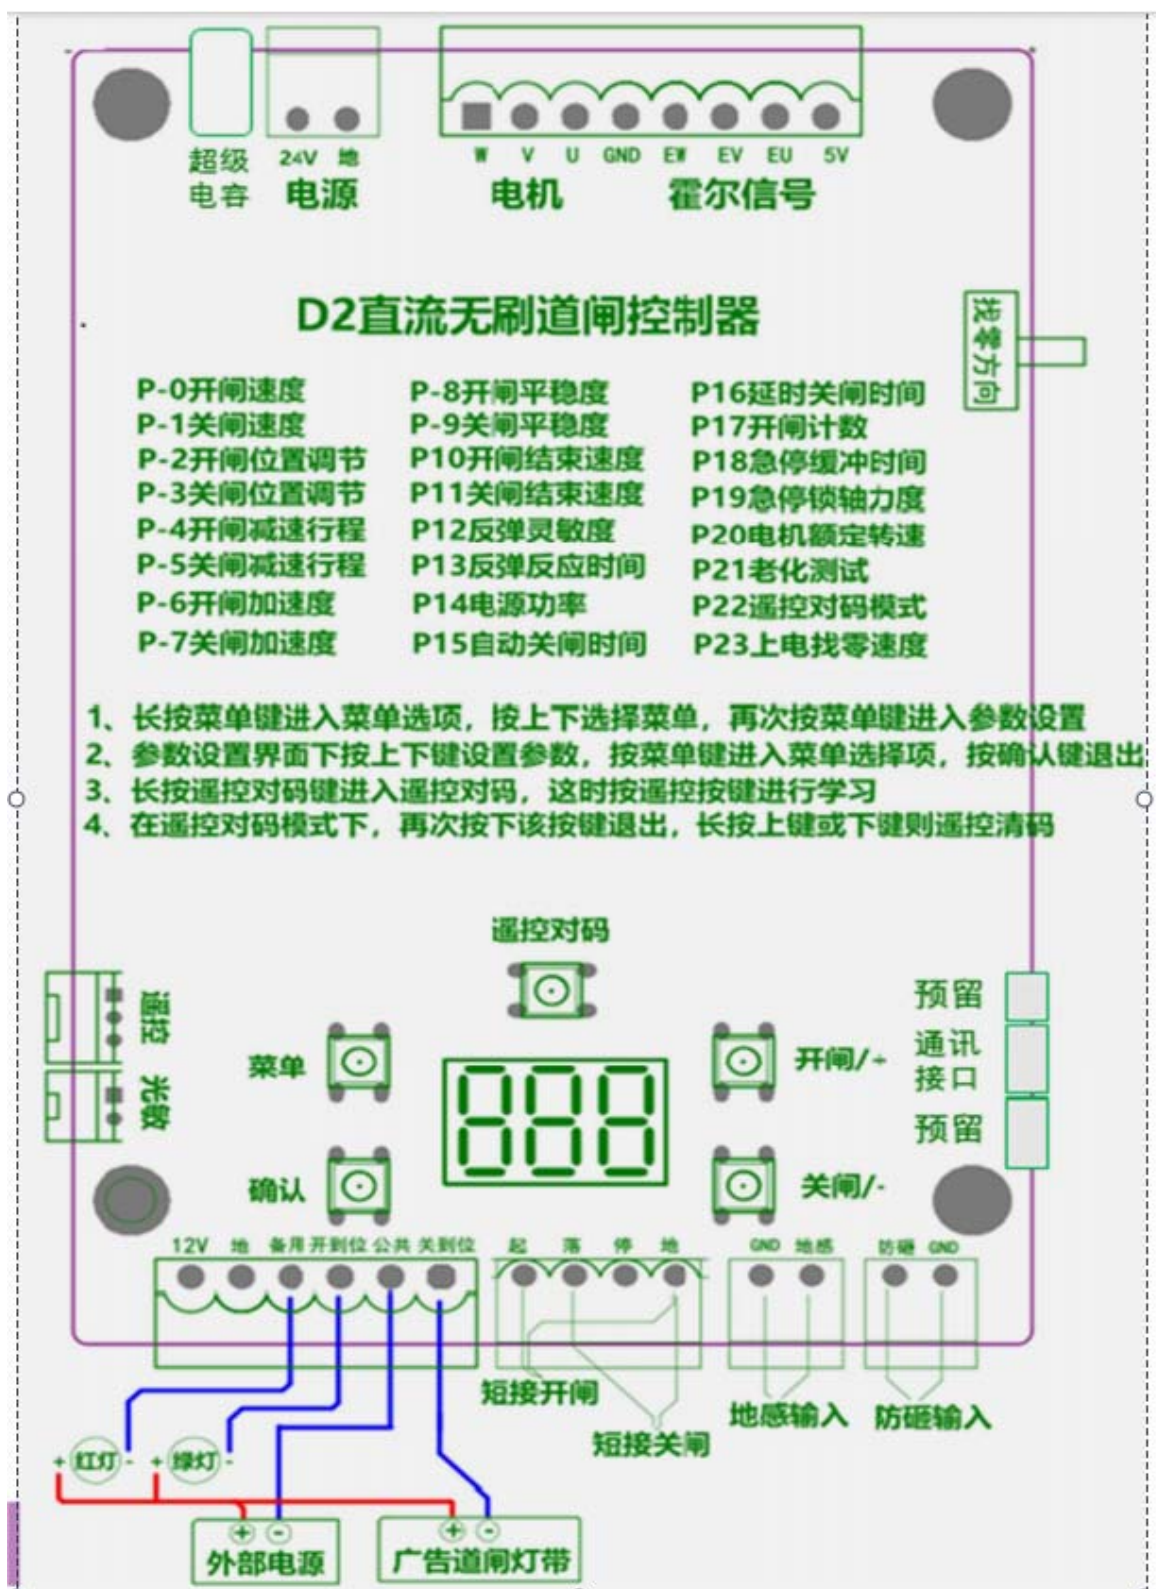 超级
电容
24V 地
电源
W V U GND EW EV EU 5V
电机 霍尔信号
D2直流无刷道闸控制器
找零方向
P-0开闸速度
P-1关闸速度
P-2开闸位置调节
P-3关闸位置调节
P-4开闸减速行程
P-5关闸减速行程
P-6开闸加速度
P-7关闸加速度
P-8开闸平稳度
P-9关闸平稳度
P10开闸结束速度
P11关闸结束速度
P12反弹灵敏度
P13反弹反应时间
P14电源功率
P15自动关闸时间
P16延时关闸时间
P17开闸计数
P18急停缓冲时间
P19急停锁轴力度
P20电机额定转速
P21老化测试
P22遥控对码模式
P23上电找零速度
1、长按菜单键进入菜单选项，按上下选择菜单，再次按菜单键进入参数设置
2、参数设置界面下按上下键设置参数，按菜单键进入菜单选择项，按确认键退出
3、长按遥控对码键进入遥控对码，这时按遥控按键进行学习
4、在遥控对码模式下，再次按下该按键退出，长按上键或下键则遥控清码
遥控对码
遥控
光敏
菜单
确认
888
开闸/+
关闸/-
预留
通讯
接口
预留
12V 地 备用 开到位 公共 关到位
起 落 停 地
GND 地感
防砸 GND
短接开闸
短接关闸
地感输入
防砸输入
+ 红灯 -
+ 绿灯 -
+ -
外部电源
+ -
广告道闸灯带